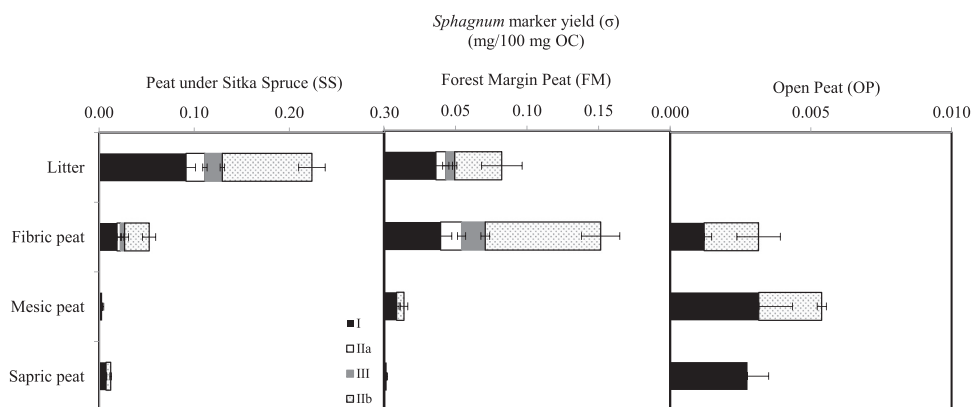 Sphagnum marker yield (σ)
(mg/100 mg OC)
Peat under Sitka Spruce (SS)
Forest Margin Peat (FM)
Open Peat (OP)
0.00 0.10 0.20 0.30 0.05 0.10 0.15 0.000 0.005 0.010
Litter
Fibric peat
Mesic peat
Sapric peat
I
IIa
III
IIb